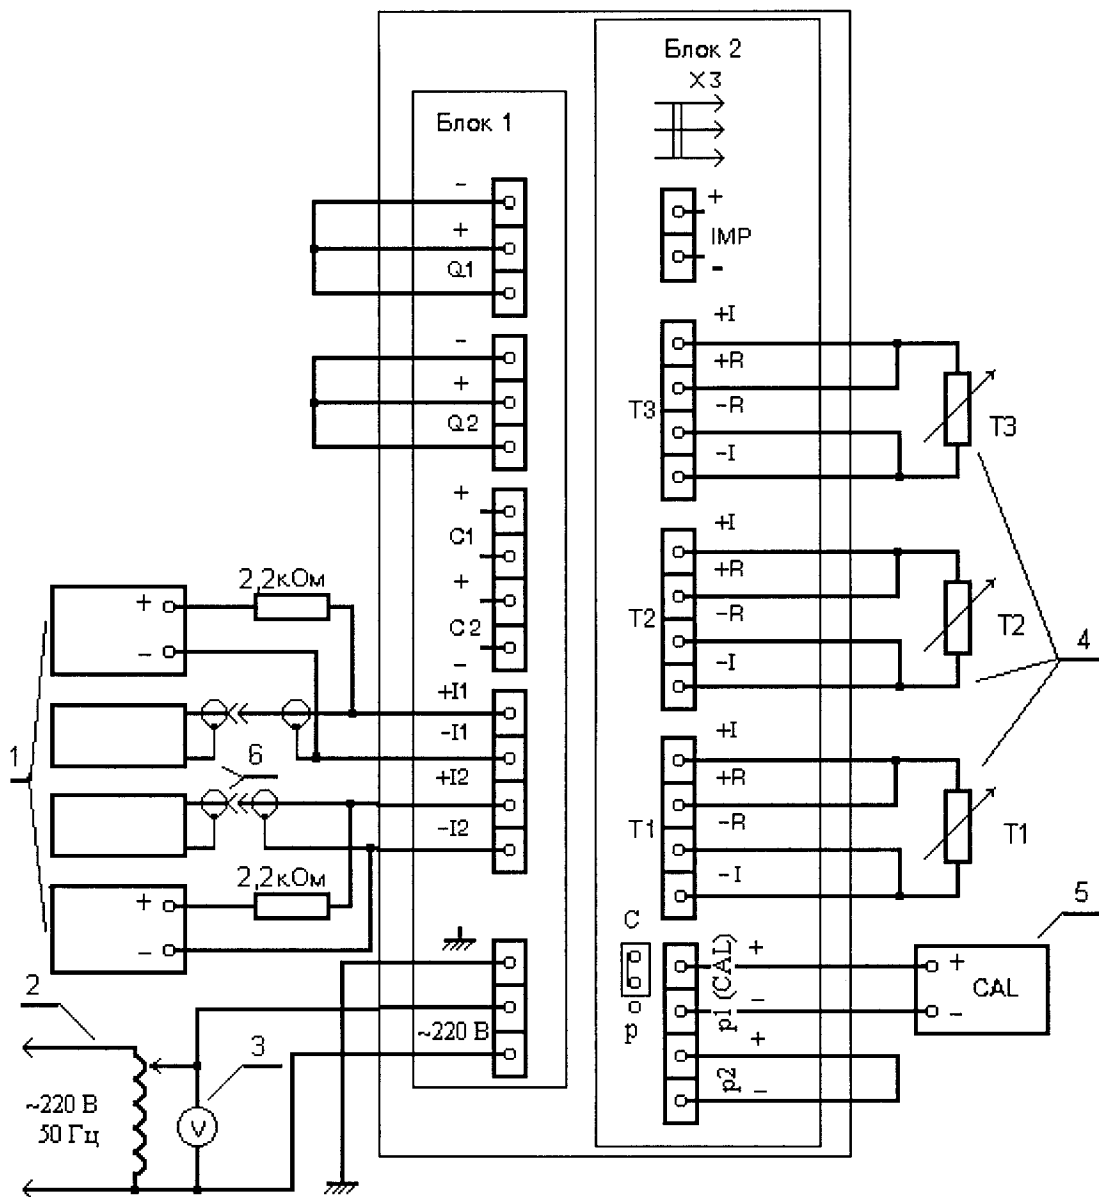 Блок 2
X3
Блок 1
-
+
Q1
+
IMP
-
+I
+R
T3
-R
-I
T3
-
+
Q2
+
C1
-
+
C2
-
+I
+R
T2
-R
-I
T2
4
2,2кОм
+
-
+I1
-I1
+I2
-I2
1
6
+I
+R
T1
-R
-I
T1
2,2кОм
+
-
C
p
p1 (CAL)
+
-
p2
+
-
5
+
CAL
-
2
3
~220 В
~220 В
50 Гц
V